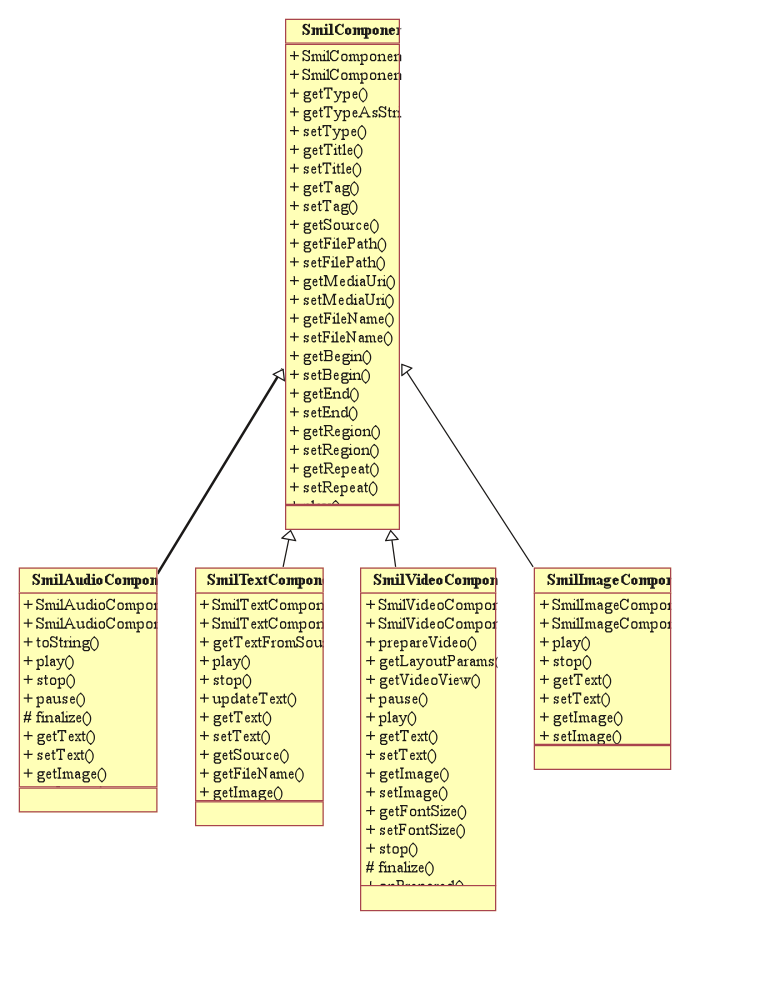 SmilComponen
+ SmilComponen
+ SmilComponen
+ getType()
+ getTypeAsStri
+ setType()
+ getTitle()
+ setTitle()
+ getTag()
+ setTag()
+ getSource()
+ getFilePath()
+ setFilePath()
+ getMediaUri()
+ setMediaUri()
+ getFileName()
+ setFileName()
+ getBegin()
+ setBegin()
+ getEnd()
+ setEnd()
+ getRegion()
+ setRegion()
+ getRepeat()
+ setRepeat()
SmilAudioCompon
+ SmilAudioCompon
+ SmilAudioCompon
+ toString()
+ play()
+ stop()
+ pause()
# finalize()
+ getText()
+ setText()
+ getImage()
SmilTextCompon
+ SmilTextCompon
+ SmilTextCompon
+ getTextFromSou
+ play()
+ stop()
+ updateText()
+ getText()
+ setText()
+ getSource()
+ getFileName()
+ getImage()
SmilVideoCompon
+ SmilVideoCompon
+ SmilVideoCompon
+ prepareVideo()
+ getLayoutParams(
+ getVideoView()
+ pause()
+ play()
+ getText()
+ setText()
+ getImage()
+ setImage()
+ getFontSize()
+ setFontSize()
+ stop()
# finalize()
+ onPrepared()
SmilImageCompon
+ SmilImageCompon
+ SmilImageCompon
+ play()
+ stop()
+ getText()
+ setText()
+ getImage()
+ setImage()